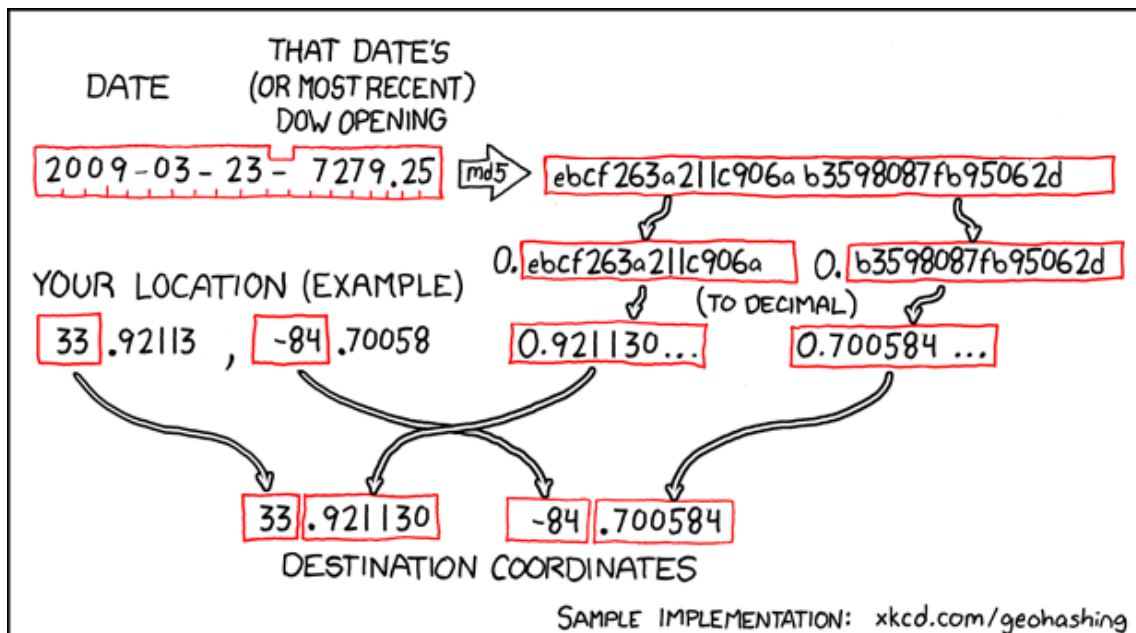 DATE
THAT DATE'S
(OR MOST RECENT)
DOW OPENING
2009-03-23- 7279.25
md5
ebcf263a211c906ab3598087fb95062d
0.ebcf263a211c906a
0.b3598087fb95062d
(TO DECIMAL)
YOUR LOCATION (EXAMPLE)
33.92113, -84.70058
0.921130...
0.700584...
33.921130
-84.700584
DESTINATION COORDINATES
SAMPLE IMPLEMENTATION: xkcd.com/geohashing